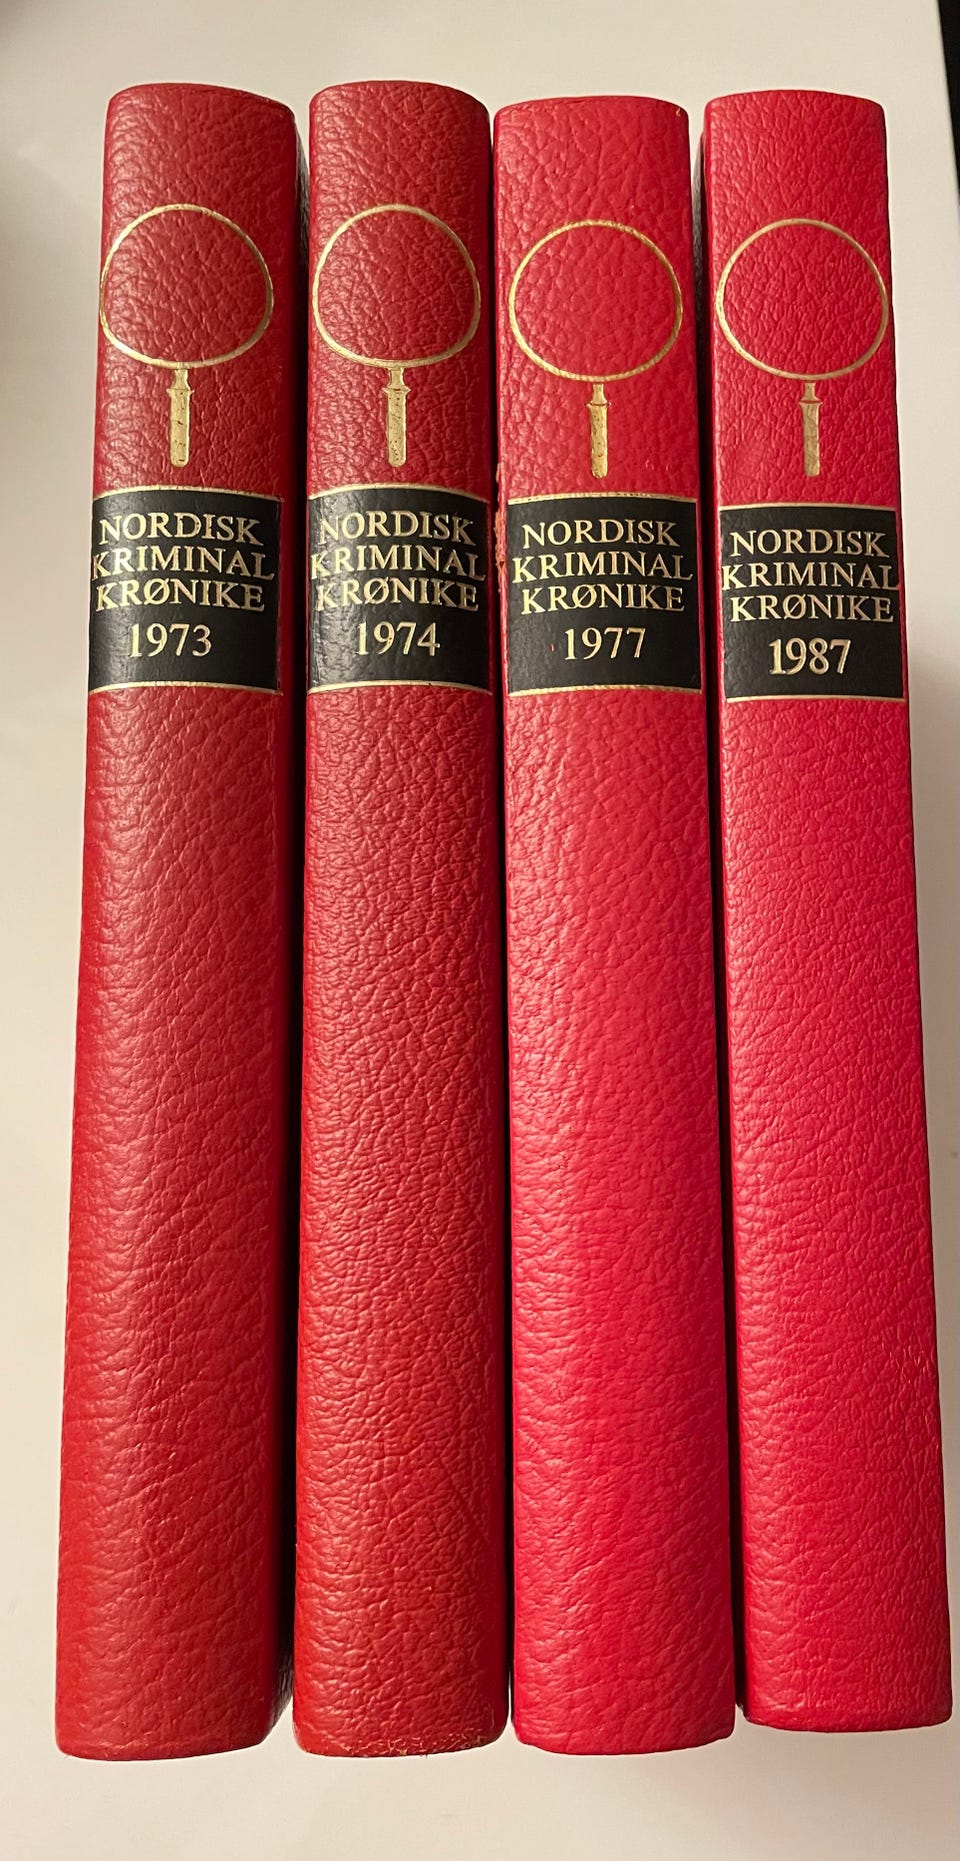 NORDISK
KRIMINAL
KRØNIKE
1973
NORDISK
KRIMINAL
KRØNIKE
1974
NORDISK
KRIMINAL
KRØNIKE
1977
NORDISK
KRIMINAL
KRØNIKE
1987